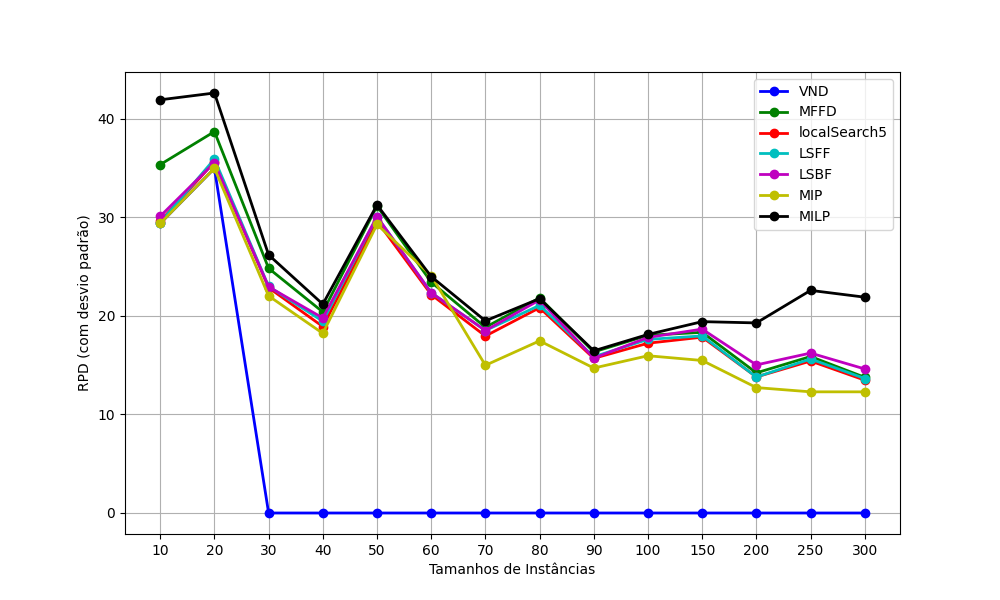 VND
MFFD
localSearch5
LSFF
LSBF
MIP
MILP
RPD (com desvio padrão)
40
30
20
10
0
10 20 30 40 50 60 70 80 90 100 150 200 250 300
Tamanhos de Instâncias